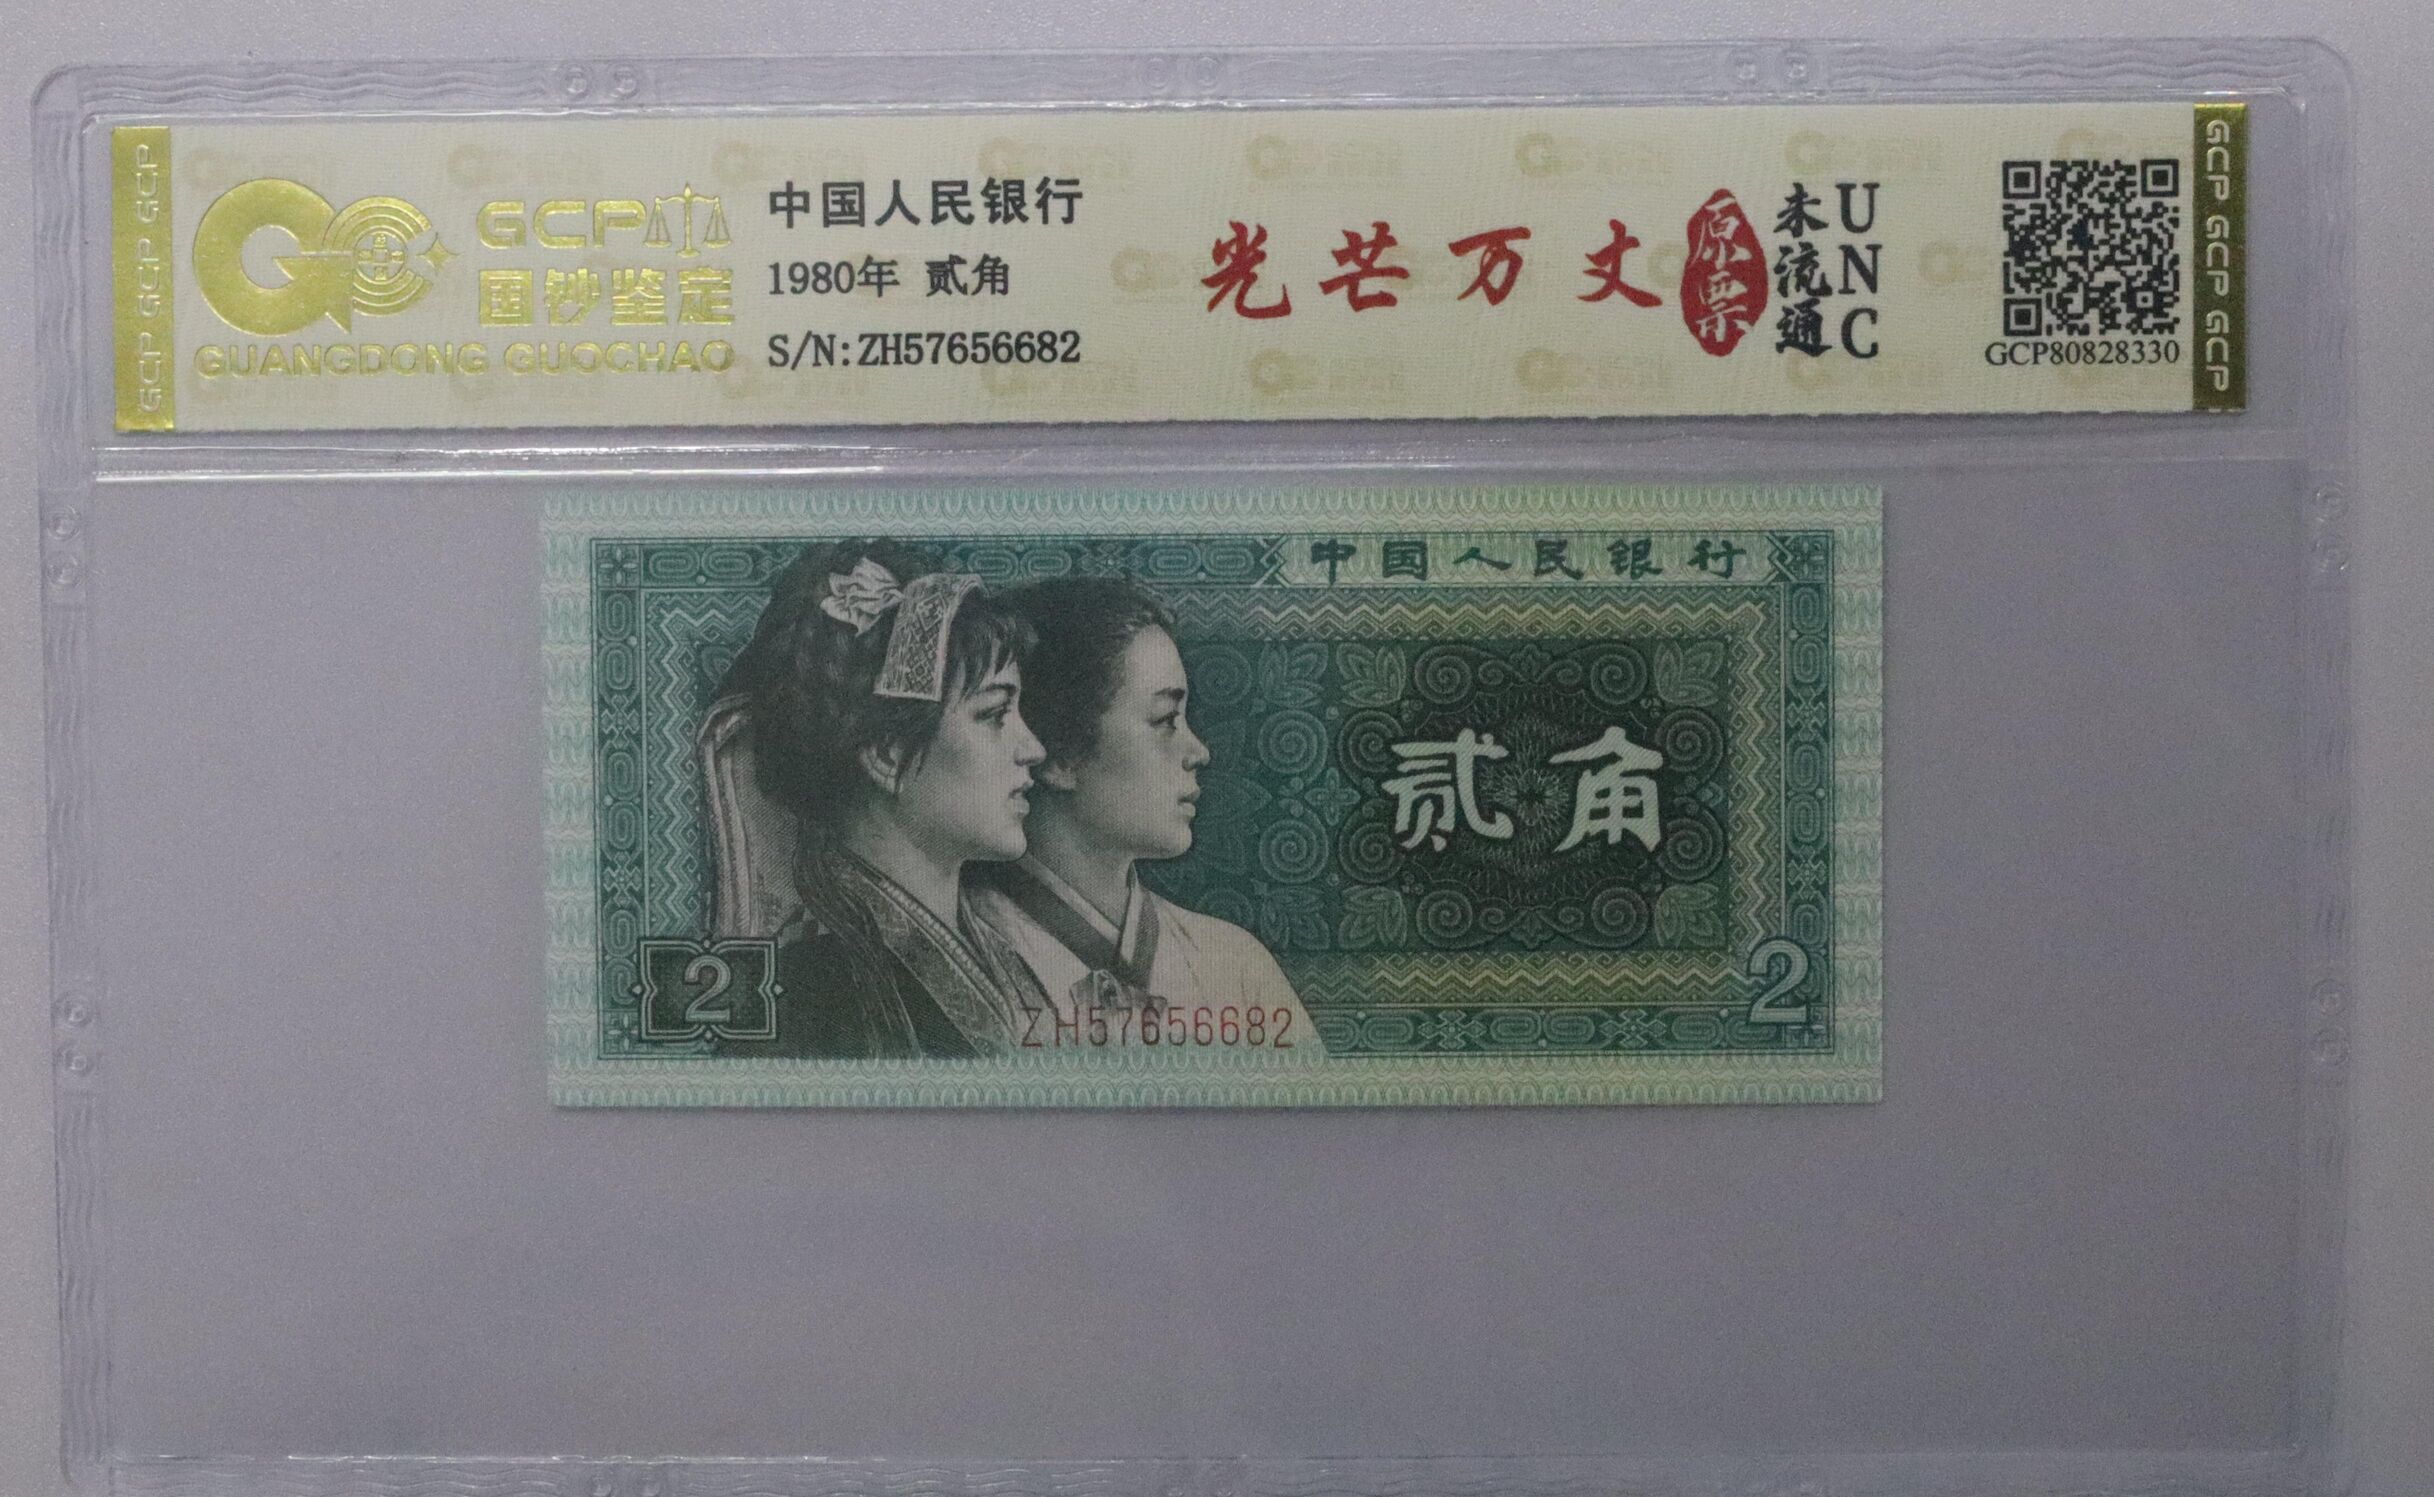 GCP GCP GCP
GCP
国钞鉴定
GUANGDONG GUOCHAO
中国人民银行
1980年 贰角
S/N:ZH57656682
光芒万丈
原票
未流通
UNC
GCP80828330
GCP GCP GCP
中国人民银行
贰角
2
2
ZH57656682